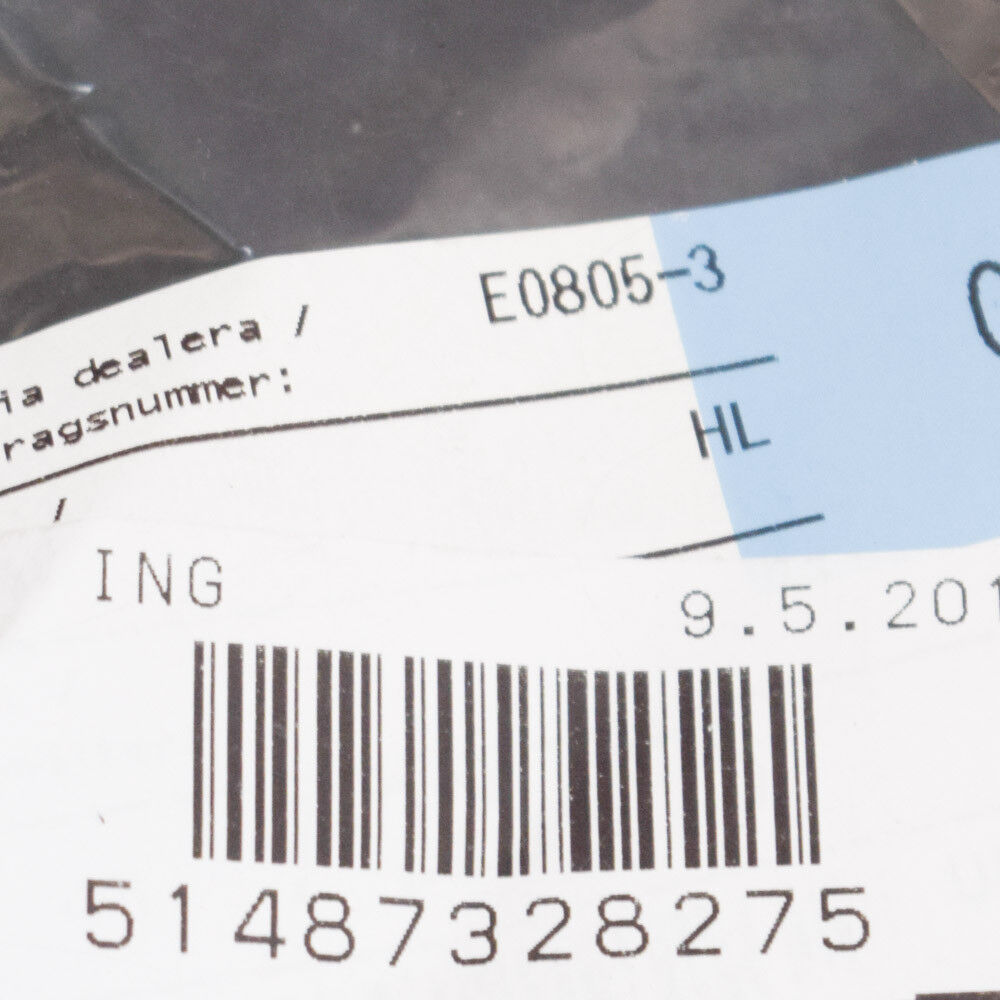 ia dealera / E0805-3
ragsnummer:
HL
/
ING 9.5.201
51487328275